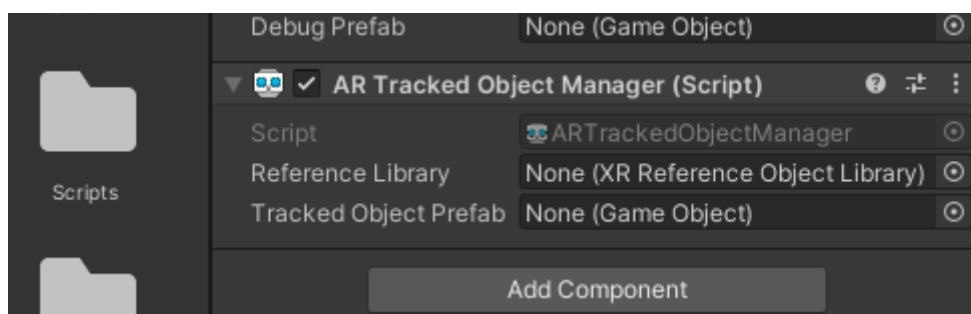 Debug Prefab None (Game Object)
AR Tracked Object Manager (Script)
Script ARTrackedObjectManager
Reference Library None (XR Reference Object Library)
Scripts
Tracked Object Prefab None (Game Object)
Add Component